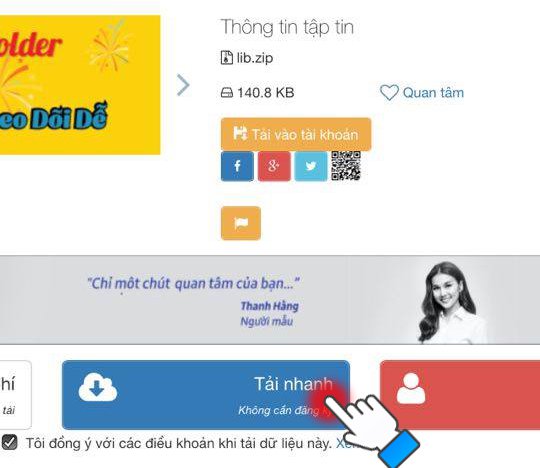 older
eo Dõi Dễ
Thông tin tập tin
lib.zip
140.8 KB
Quan tâm
Tải vào tài khoản
"Chỉ một chút quan tâm của bạn..."
Thanh Hằng
Người mẫu
hí
tải
Tải nhanh
Không cần đăng
Tôi đồng ý với các điều khoản khi tải dữ liệu này.